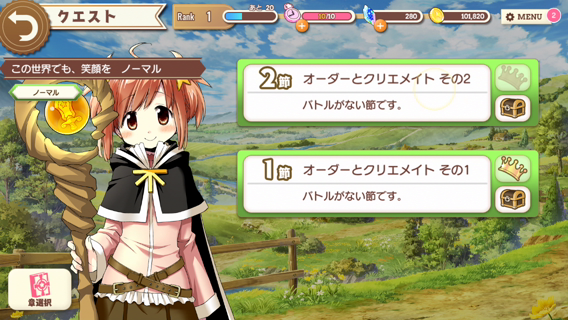 クエスト
Rank 1
あと 20
10/10
280
101,820
MENU 2
この世界でも、笑顔を ノーマル
ノーマル
2節 オーダーとクリエメイト その2
バトルがない節です。
1節 オーダーとクリエメイト その1
バトルがない節です。
章選択